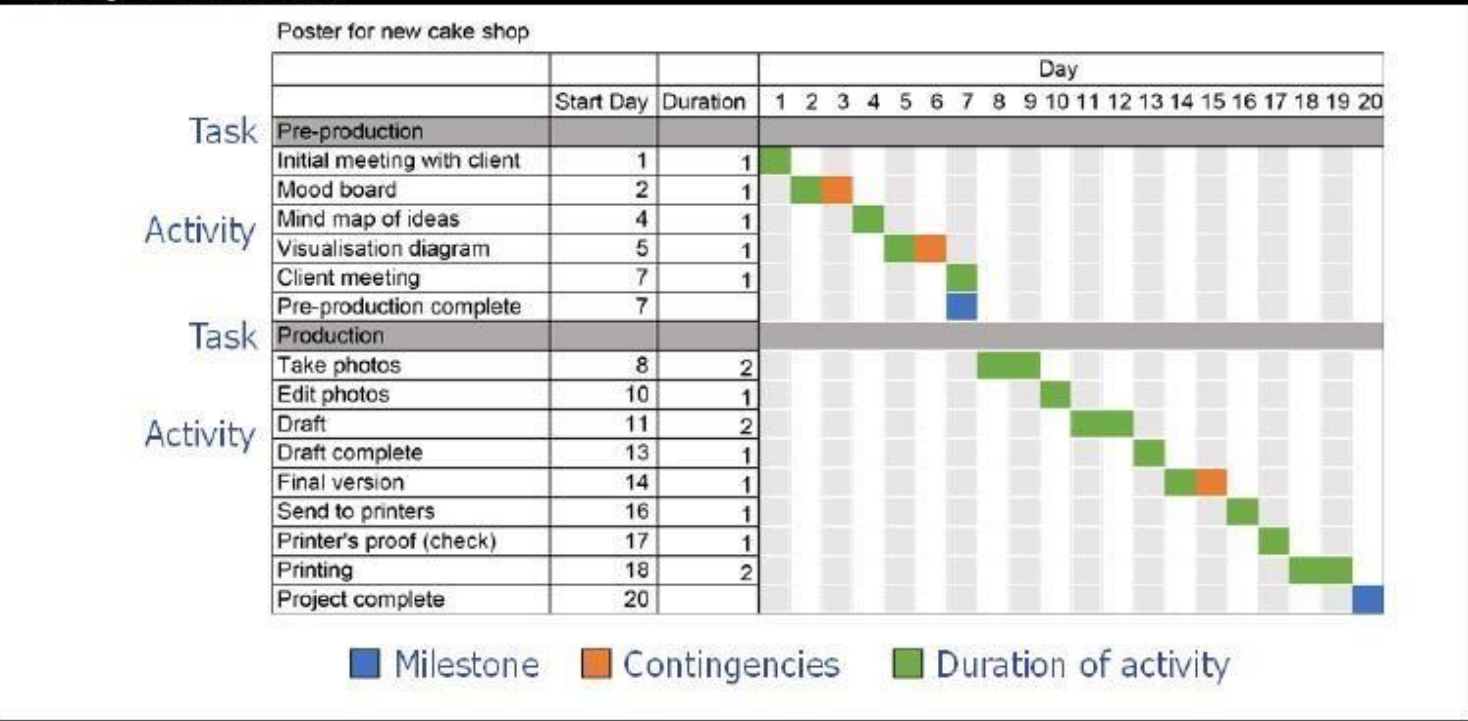 Poster for new cake shop
Day
Start Day Duration 1 2 3 4 5 6 7 8 9 10 11 12 13 14 15 16 17 18 19 20
Task Pre-production
Initial meeting with client 1 1
Mood board 2 1
Mind map of ideas 4 1
Activity
Visualisation diagram 5 1
Client meeting 7 1
Pre-production complete 7
Task Production
Take photos 8 2
Edit photos 10 1
Draft 11 2
Activity
Draft complete 13 1
Final version 14 1
Send to printers 16 1
Printer's proof (check) 17 1
Printing 18 2
Project complete 20
Milestone Contingencies Duration of activity